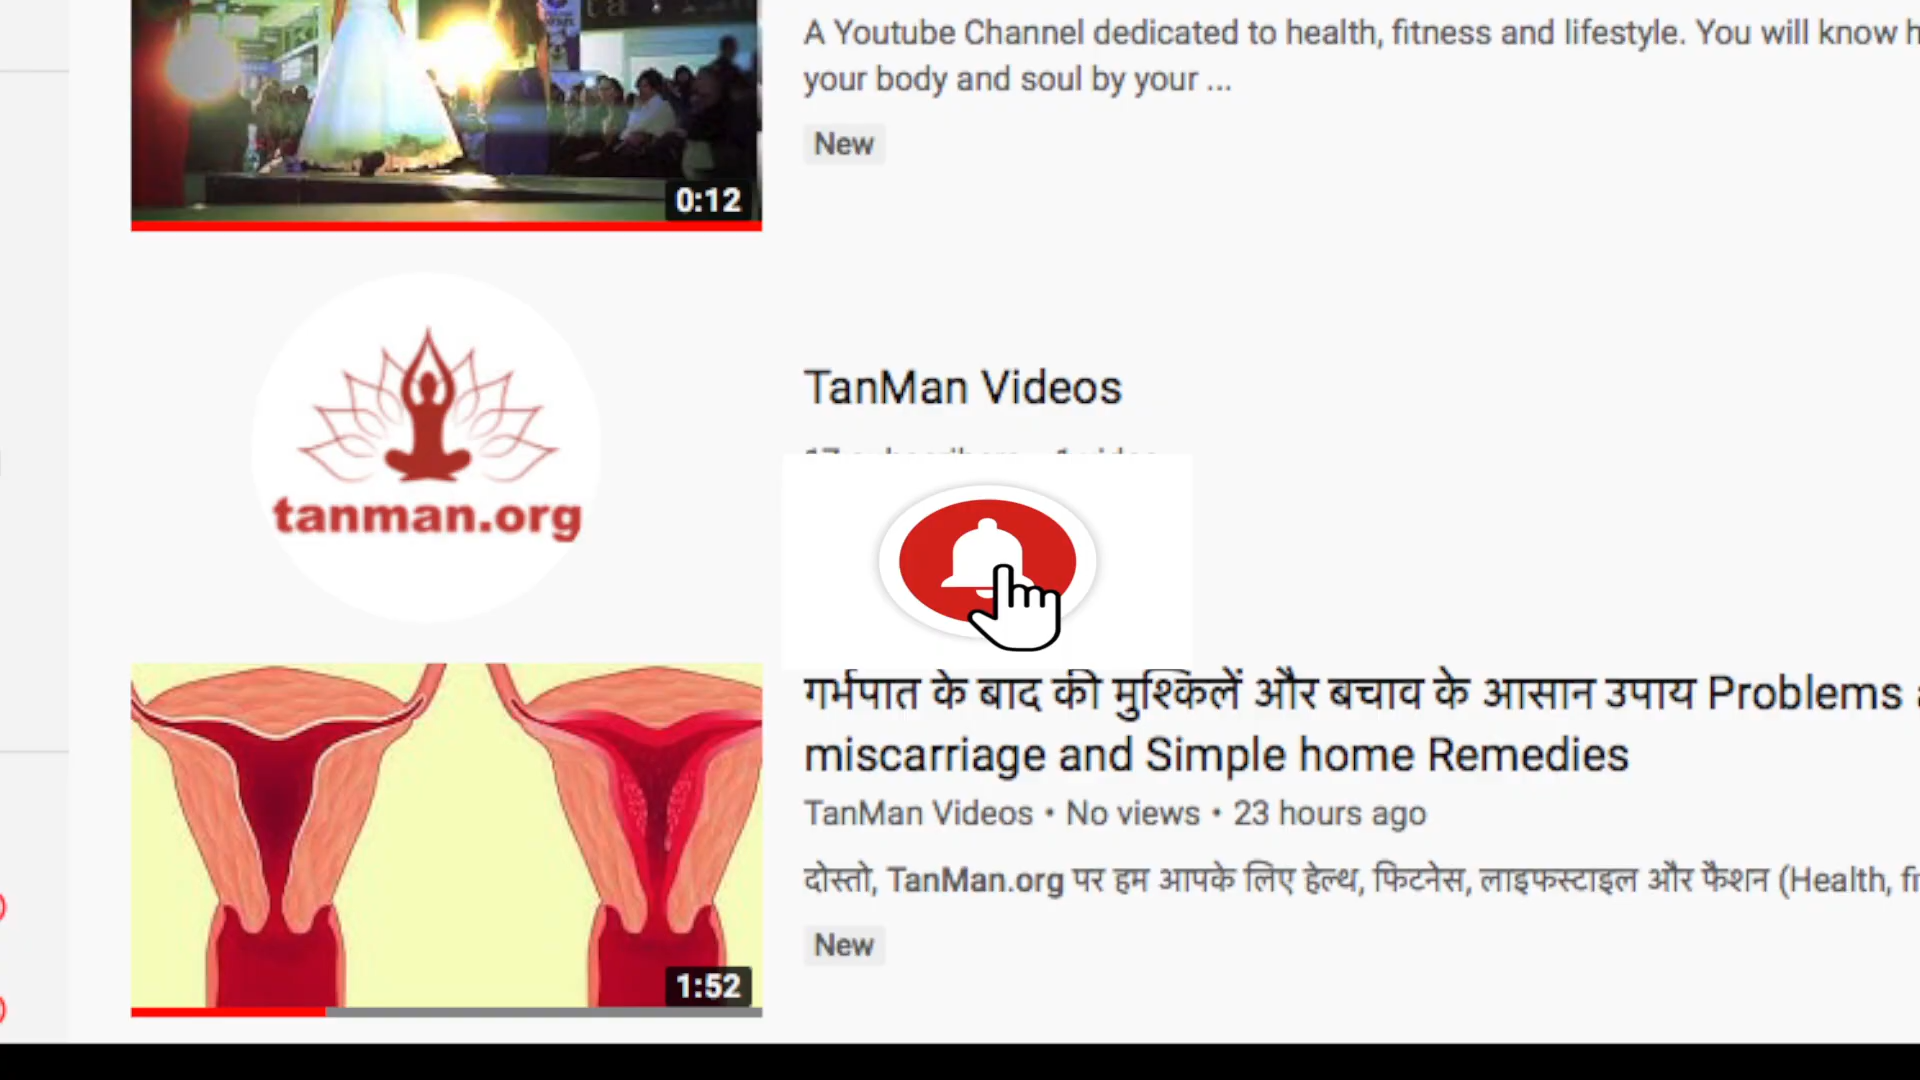 A Youtube Channel dedicated to health, fitness and lifestyle. You will know
your body and soul by your ...
New
0:12
TanMan Videos
tanman.org
गर्भपात के बाद की मुश्किलें और बचाव के आसान उपाय Problems
miscarriage and Simple home Remedies
TanMan Videos • No views • 23 hours ago
दोस्तो, TanMan.org पर हम आपके लिए हेल्थ, फिटनेस, लाइफस्टाइल और फैशन (Health,
New
1:52